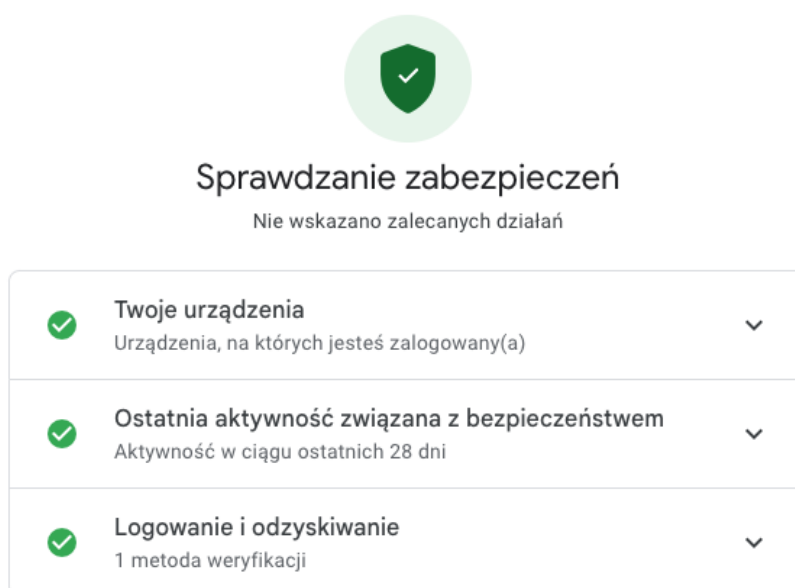 Sprawdzanie zabezpieczeń
Nie wskazano zalecanych działań
Twoje urządzenia
Urządzenia, na których jesteś zalogowany(a)
Ostatnia aktywność związana z bezpieczeństwem
Aktywność w ciągu ostatnich 28 dni
Logowanie i odzyskiwanie
1 metoda weryfikacji